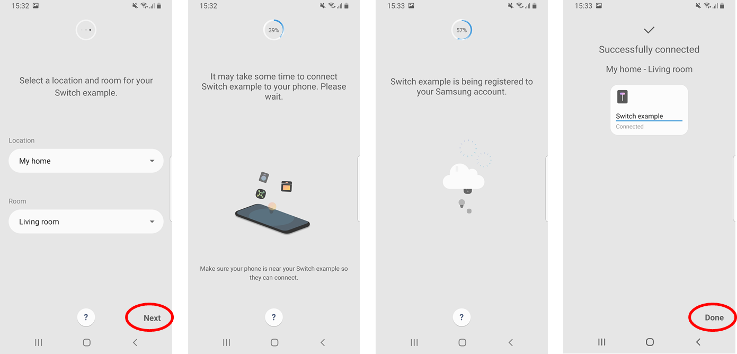 15:32
Select a location and room for your
Switch example.
Location
My home
Room
Living room
?
Next
15:32
29%
It may take some time to connect
Switch example to your phone. Please
wait.
Make sure your phone is near your Switch example so
they can connect.
?
15:33
57%
Switch example is being registered to
your Samsung account.
?
15:33
Successfully connected
My home - Living room
Switch example
Connected
Done